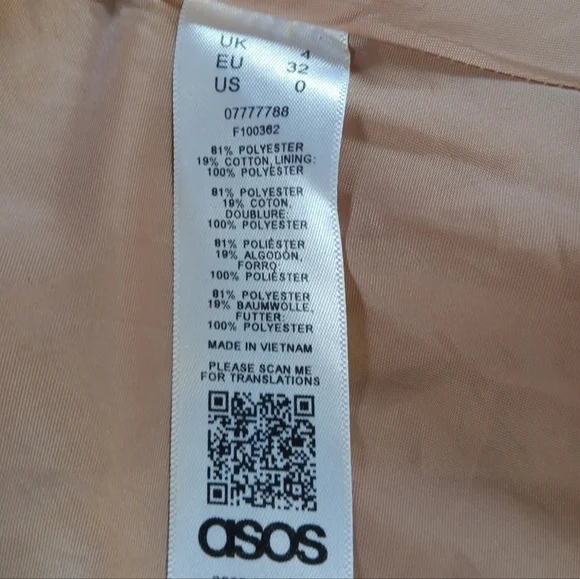 UK 4
EU 32
US 0
07777788
F100362
81% POLYESTER
19% COTTON, LINING:
100% POLYESTER
81% POLYESTER
19% COTON,
DOUBLURE:
100% POLYESTER
81% POLIÉSTER
19% ALGODÓN,
FORRO:
100% POLIÉSTER
81% POLYESTER
19% BAUMWOLLE,
FUTTER:
100% POLYESTER
MADE IN VIETNAM
PLEASE SCAN ME
FOR TRANSLATIONS
asos